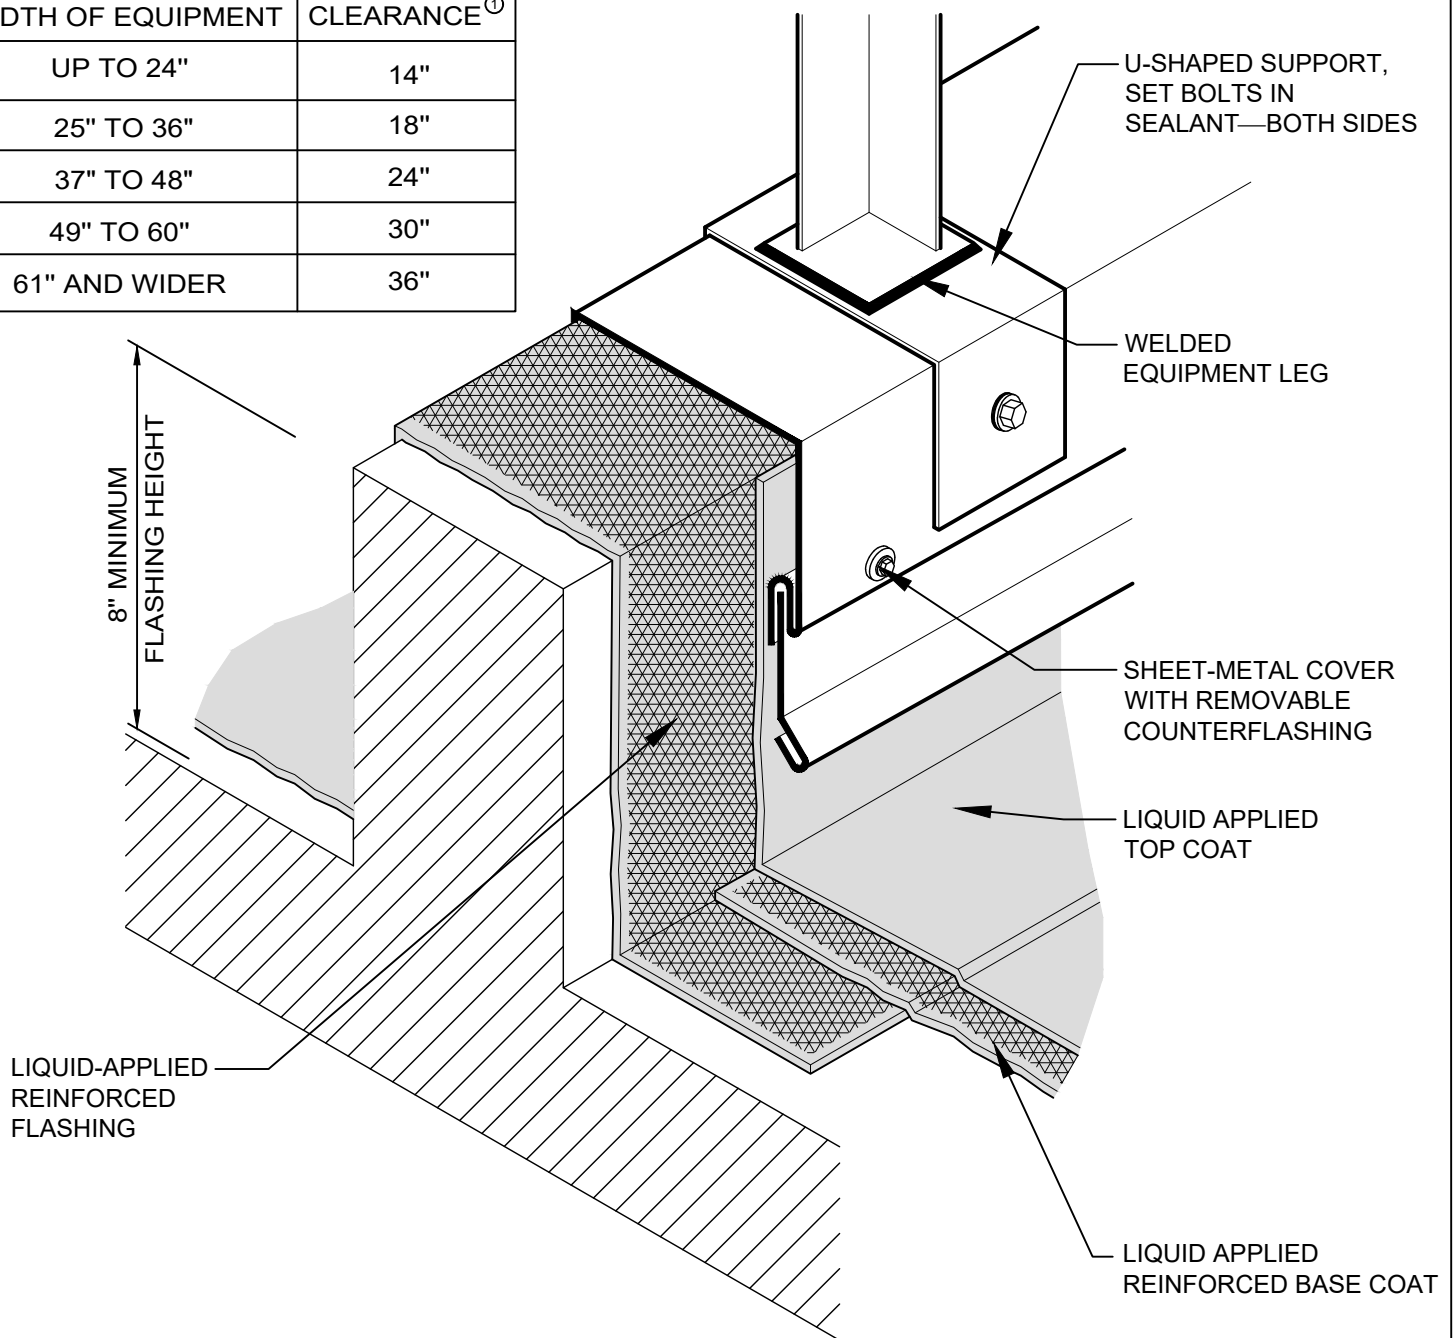 DTH OF EQUIPMENT CLEARANCE①
UP TO 24" 14"
25" TO 36" 18"
37" TO 48" 24"
49" TO 60" 30"
61" AND WIDER 36"
U-SHAPED SUPPORT,
SET BOLTS IN
SEALANT—BOTH SIDES
WELDED
EQUIPMENT LEG
8" MINIMUM
FLASHING HEIGHT
SHEET-METAL COVER
WITH REMOVABLE
COUNTERFLASHING
LIQUID APPLIED
TOP COAT
LIQUID-APPLIED
REINFORCED
FLASHING
LIQUID APPLIED
REINFORCED BASE COAT